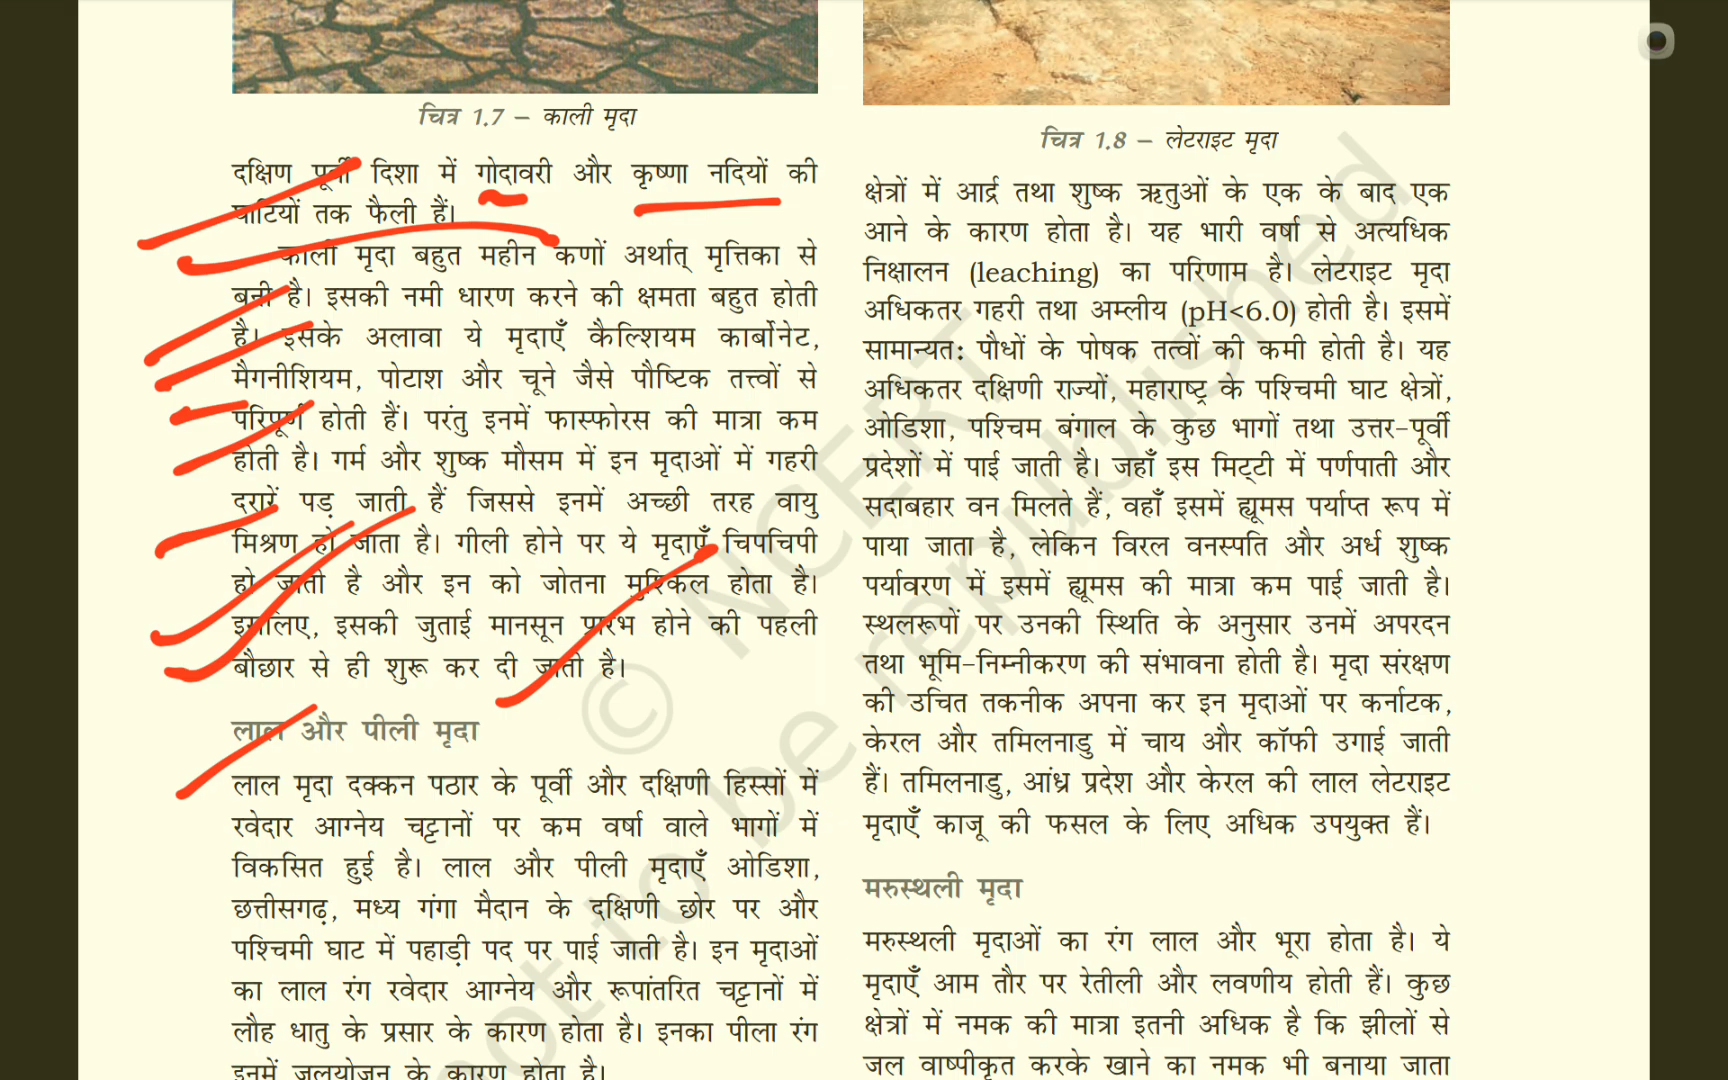 चित्र 1.7 – काली मृदा
दक्षिण पूर्वी दिशा में गोदावरी और कृष्णा नदियों की
घाटियों तक फैली हैं।
काली मृदा बहुत महीन कणों अर्थात् मृत्तिका से
बनी है। इसकी नमी धारण करने की क्षमता बहुत होती
है। इसके अलावा ये मृदाएँ कैल्शियम कार्बोनेट,
मैगनीशियम, पोटाश और चूने जैसे पौष्टिक तत्त्वों से
परिपूर्ण होती हैं। परंतु इनमें फास्फोरस की मात्रा कम
होती है। गर्म और शुष्क मौसम में इन मृदाओं में गहरी
दरारें पड़ जाती हैं जिससे इनमें अच्छी तरह वायु
मिश्रण हो जाता है। गीली होने पर ये मृदाएँ चिपचिपी
हो जाती है और इन को जोतना मुश्किल होता है।
इसलिए, इसकी जुताई मानसून प्रारंभ होने की पहली
बौछार से ही शुरू कर दी जाती है।
लाल और पीली मृदा
लाल मृदा दक्कन पठार के पूर्वी और दक्षिणी हिस्सों में
रवेदार आग्नेय चट्टानों पर कम वर्षा वाले भागों में
विकसित हुई है। लाल और पीली मृदाएँ ओडिशा,
छत्तीसगढ़, मध्य गंगा मैदान के दक्षिणी छोर पर और
पश्चिमी घाट में पहाड़ी पद पर पाई जाती है। इन मृदाओं
का लाल रंग रवेदार आग्नेय और रूपांतरित चट्टानों में
लौह धातु के प्रसार के कारण होता है। इनका पीला रंग
इनमें जलयोजन के कारण होता है।
चित्र 1.8 – लेटराइट मृदा
क्षेत्रों में आर्द्र तथा शुष्क ऋतुओं के एक के बाद एक
आने के कारण होता है। यह भारी वर्षा से अत्यधिक
निक्षालन (leaching) का परिणाम है। लेटराइट मृदा
अधिकतर गहरी तथा अम्लीय (pH<6.0) होती है। इसमें
सामान्यत: पौधों के पोषक तत्वों की कमी होती है। यह
अधिकतर दक्षिणी राज्यों, महाराष्ट्र के पश्चिमी घाट क्षेत्रों,
ओडिशा, पश्चिम बंगाल के कुछ भागों तथा उत्तर-पूर्वी
प्रदेशों में पाई जाती है। जहाँ इस मिट्टी में पर्णपाती और
सदाबहार वन मिलते हैं, वहाँ इसमें ह्यूमस पर्याप्त रूप में
पाया जाता है, लेकिन विरल वनस्पति और अर्ध शुष्क
पर्यावरण में इसमें ह्यूमस की मात्रा कम पाई जाती है।
स्थलरूपों पर उनकी स्थिति के अनुसार उनमें अपरदन
तथा भूमि-निम्नीकरण की संभावना होती है। मृदा संरक्षण
की उचित तकनीक अपना कर इन मृदाओं पर कर्नाटक,
केरल और तमिलनाडु में चाय और कॉफी उगाई जाती
हैं। तमिलनाडु, आंध्र प्रदेश और केरल की लाल लेटराइट
मृदाएँ काजू की फसल के लिए अधिक उपयुक्त हैं।
मरुस्थली मृदा
मरुस्थली मृदाओं का रंग लाल और भूरा होता है। ये
मृदाएँ आम तौर पर रेतीली और लवणीय होती हैं। कुछ
क्षेत्रों में नमक की मात्रा इतनी अधिक है कि झीलों से
जल वाष्पीकृत करके खाने का नमक भी बनाया जाता
© NCERT
not to be republished